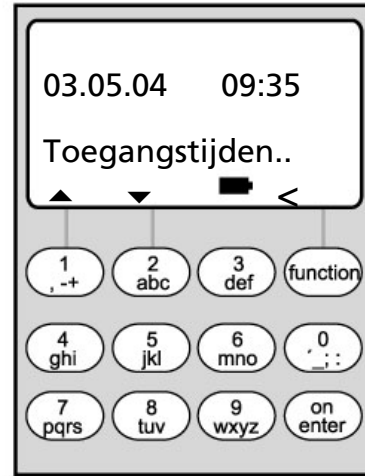 03.05.04 09:35
Toegangstijden..
<
1 2 3 function
, -+ abc def
4 5 6 0
ghi jkl mno ´_; :
7 8 9 on
pqrs tuv wxyz enter